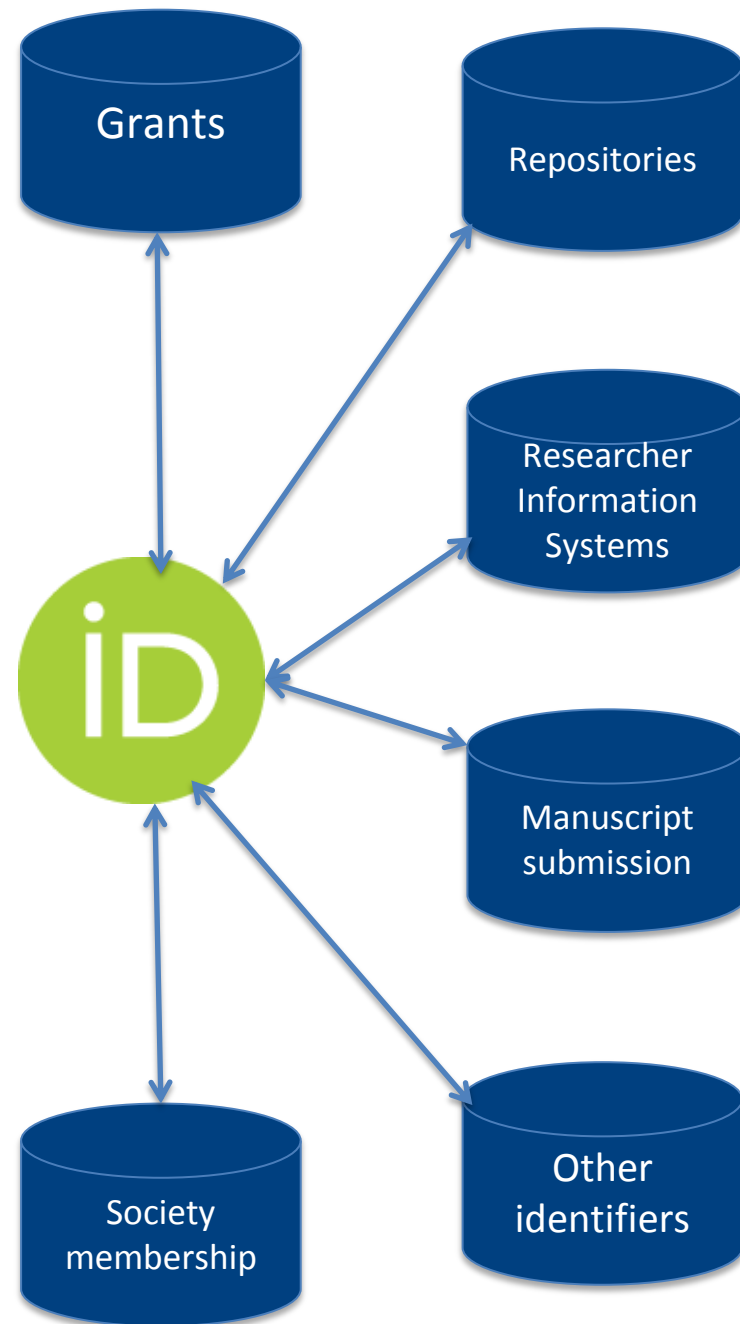 Grants
Repositories
Researcher
Information
Systems
iD
Manuscript
submission
Other
identifiers
Society
membership